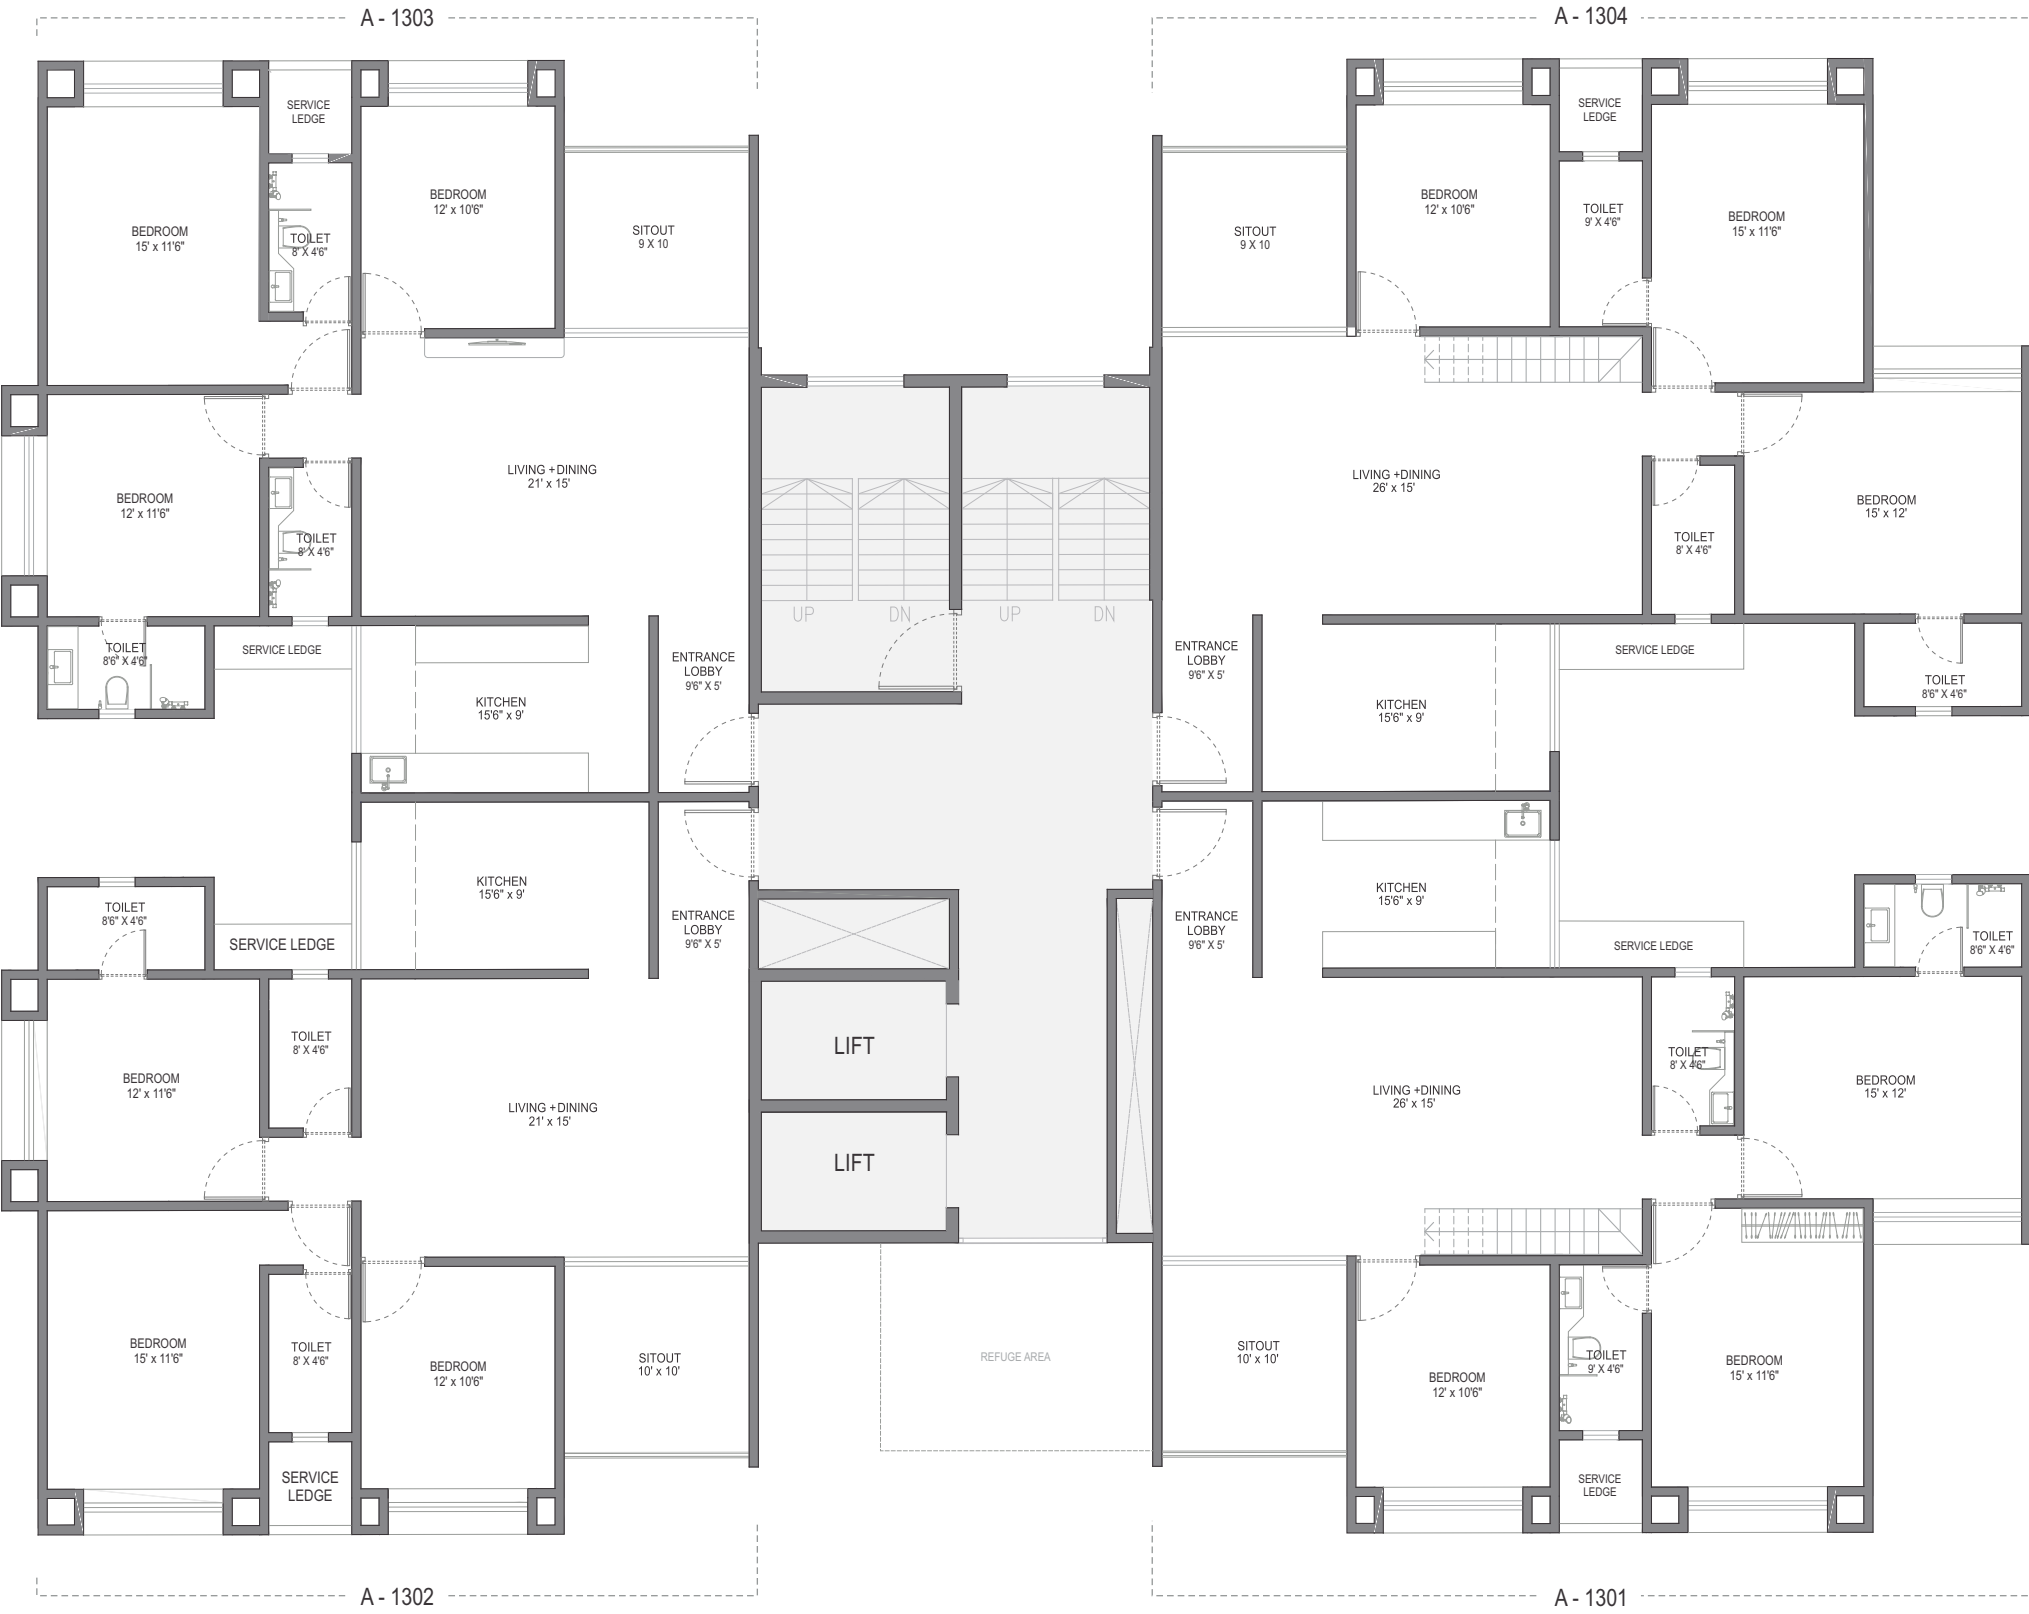 A - 1303
A - 1304
SERVICE
LEDGE
BEDROOM
15' x 11'6"
TOILET
8' X 4'6"
BEDROOM
12' x 10'6"
SITOUT
9 X 10
BEDROOM
12' x 11'6"
TOILET
8' X 4'6"
LIVING +DINING
21' x 15'
TOILET
8'6" X 4'6"
SERVICE LEDGE
KITCHEN
15'6" x 9'
ENTRANCE
LOBBY
9'6" X 5'
UP
DN
UP
DN
SITOUT
9 X 10
BEDROOM
12' x 10'6"
SERVICE
LEDGE
TOILET
9' X 4'6"
BEDROOM
15' x 11'6"
LIVING +DINING
26' x 15'
TOILET
8' X 4'6"
BEDROOM
15' x 12'
ENTRANCE
LOBBY
9'6" X 5'
KITCHEN
15'6" x 9'
SERVICE LEDGE
TOILET
8'6" X 4'6"
TOILET
8'6" X 4'6"
SERVICE LEDGE
KITCHEN
15'6" x 9'
ENTRANCE
LOBBY
9'6" X 5'
BEDROOM
12' x 11'6"
TOILET
8' X 4'6"
LIVING +DINING
21' x 15'
LIFT
LIFT
BEDROOM
15' x 11'6"
TOILET
8' X 4'6"
BEDROOM
12' x 10'6"
SITOUT
10' x 10'
SERVICE
LEDGE
REFUGE AREA
ENTRANCE
LOBBY
9'6" X 5'
KITCHEN
15'6" x 9'
SERVICE LEDGE
TOILET
8'6" X 4'6"
LIVING +DINING
26' x 15'
TOILET
8' X 4'6"
BEDROOM
15' x 12'
SITOUT
10' x 10'
BEDROOM
12' x 10'6"
TOILET
9' X 4'6"
BEDROOM
15' x 11'6"
SERVICE
LEDGE
A - 1302
A - 1301